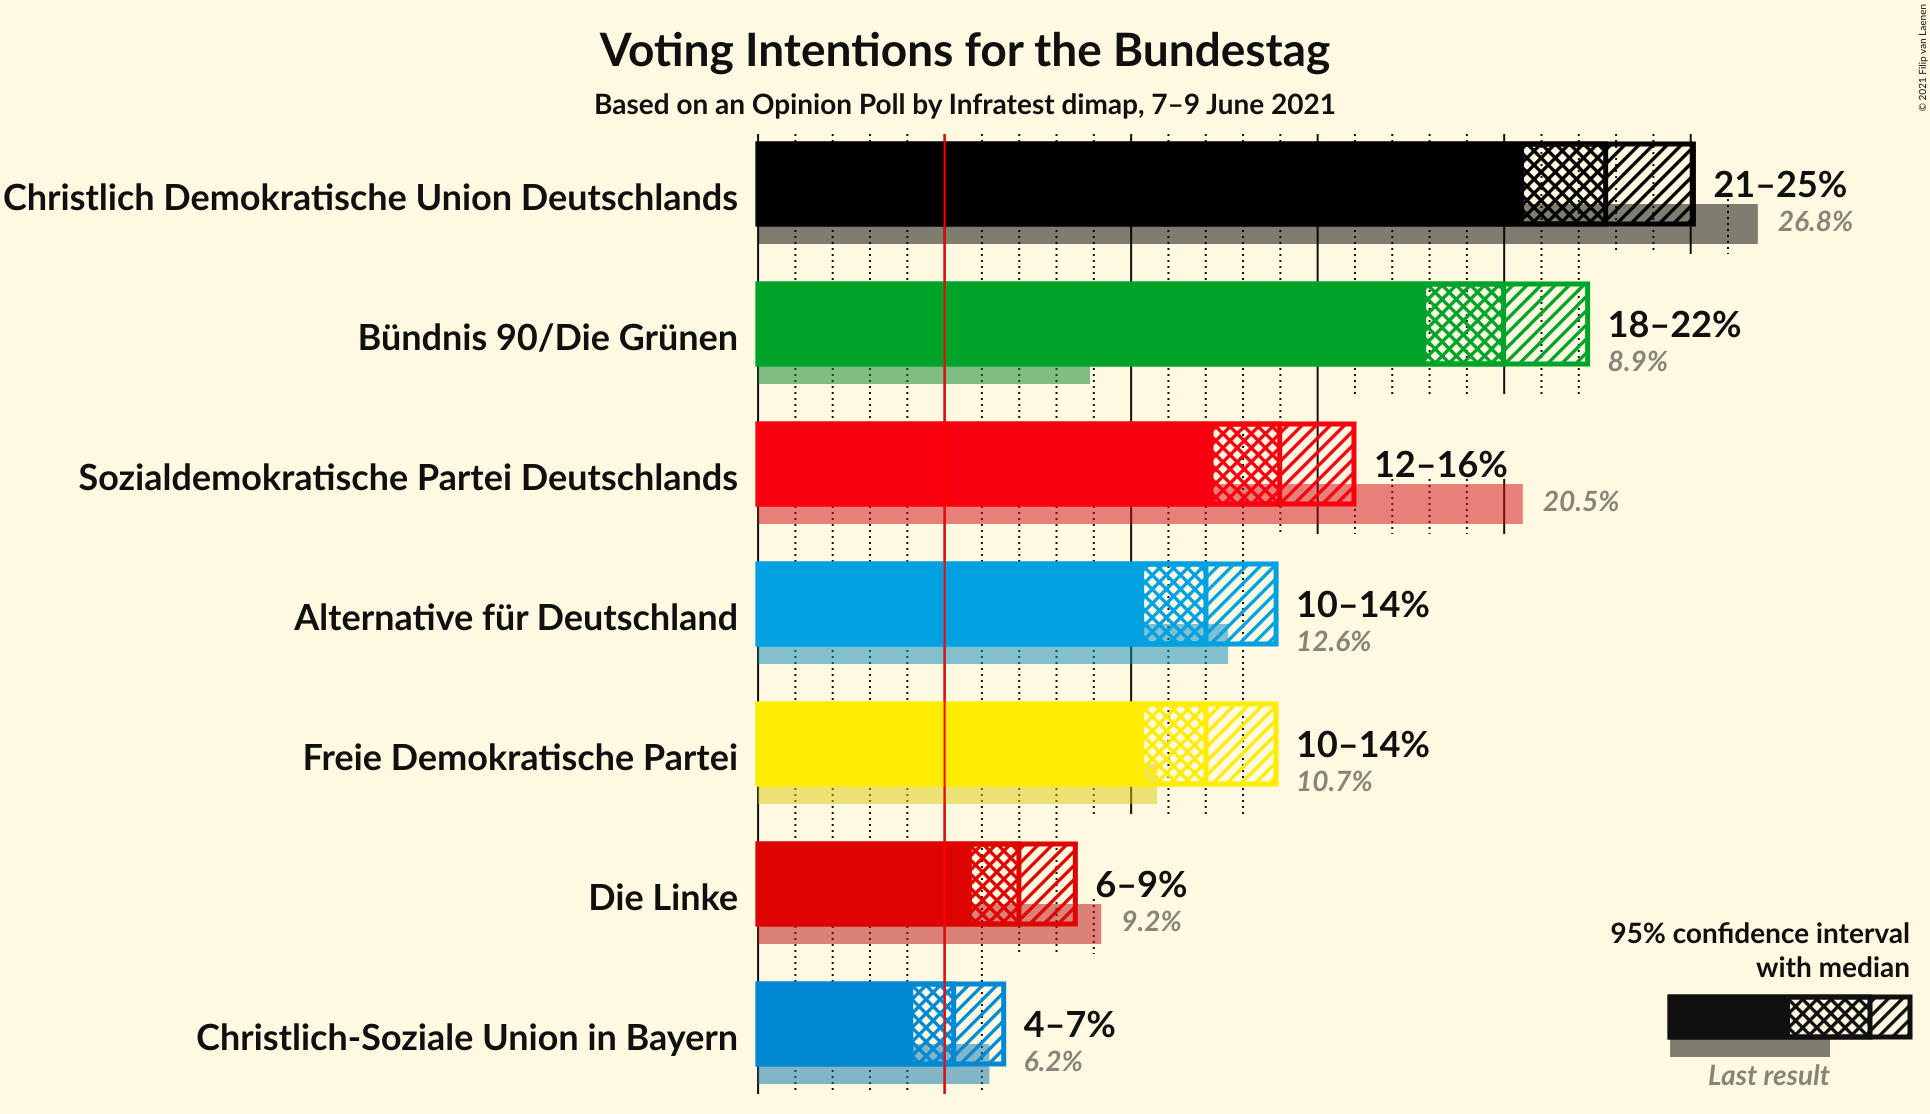 Voting Intentions for the Bundestag
Based on an Opinion Poll by Infratest dimap, 7–9 June 2021
© 2021 Filip van Laenen
Christlich Demokratische Union Deutschlands
21–25%
26.8%
Bündnis 90/Die Grünen
18–22%
8.9%
Sozialdemokratische Partei Deutschlands
12–16%
20.5%
Alternative für Deutschland
10–14%
12.6%
Freie Demokratische Partei
10–14%
10.7%
Die Linke
6–9%
9.2%
Christlich-Soziale Union in Bayern
4–7%
6.2%
95% confidence interval
with median
Last result